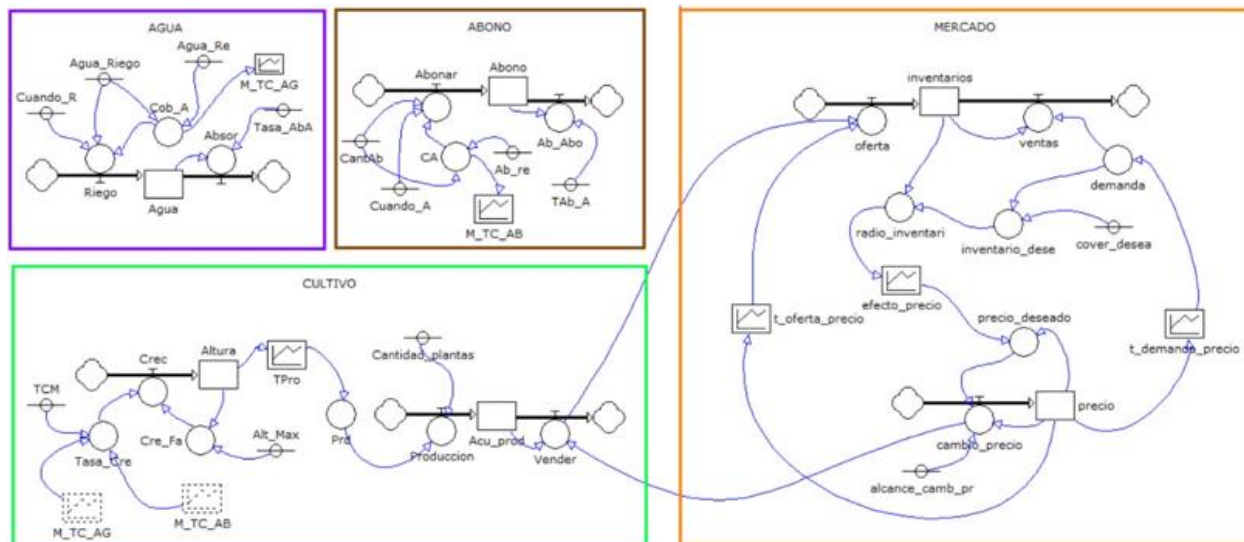 AGUA
Agua_Re
Agua_Riego
M_TC_AG
Cuando_R
Cob_A
Tasa_AbA
Absor
Riego
Agua
ABONO
Abonar
Abono
CantAb
CA
Ab_re
Ab_Abo
Cuando_A
TAb_A
M_TC_AB
CULTIVO
Crec
Altura
TPro
Cantidad_plantas
TCM
Tasa_Cre
Cre_Fa
Alt_Max
Prd
Produccion
Acu_prod
Vender
M_TC_AG
M_TC_AB
MERCADO
inventarios
oferta
ventas
demanda
radio_inventari
inventario_dese
cover_desea
efecto_precio
t_oferta_precio
precio_deseado
t_demanda_precio
precio
cambio_precio
alcance_camb_pr